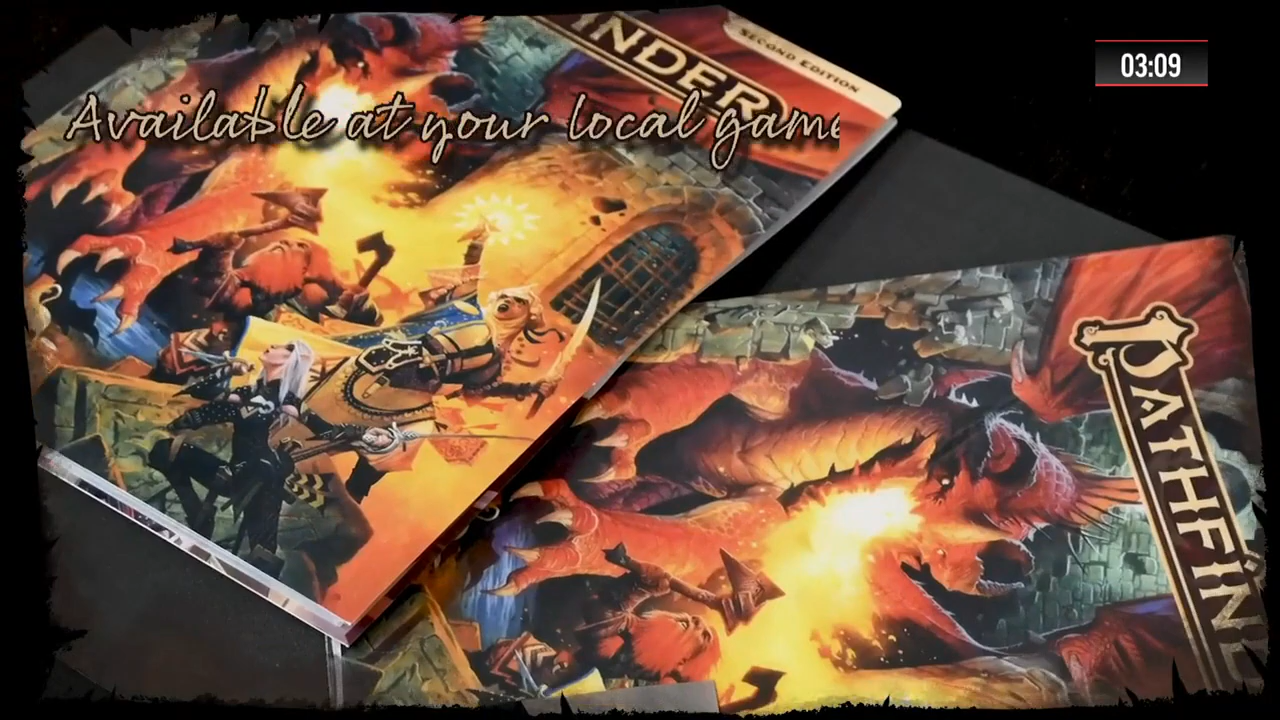 INDER
SECOND EDITION
03:09
Available at your local game
PATHFIN